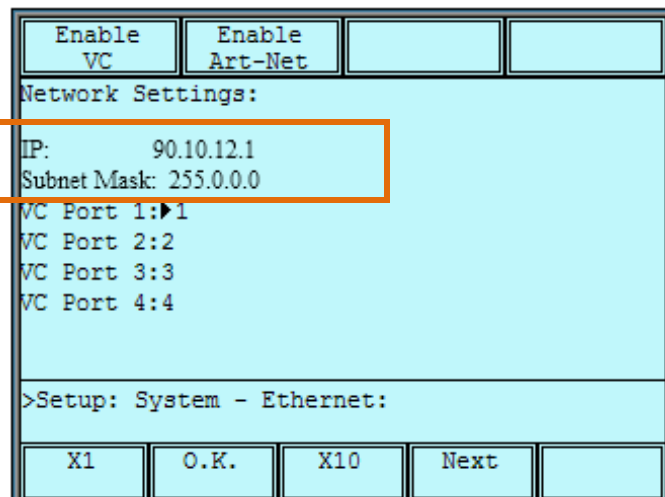 Enable Enable
VC Art-Net
Network Settings:
IP: 90.10.12.1
Subnet Mask: 255.0.0.0
VC Port 1:▶1
VC Port 2:2
VC Port 3:3
VC Port 4:4
>Setup: System - Ethernet:
X1 O.K. X10 Next